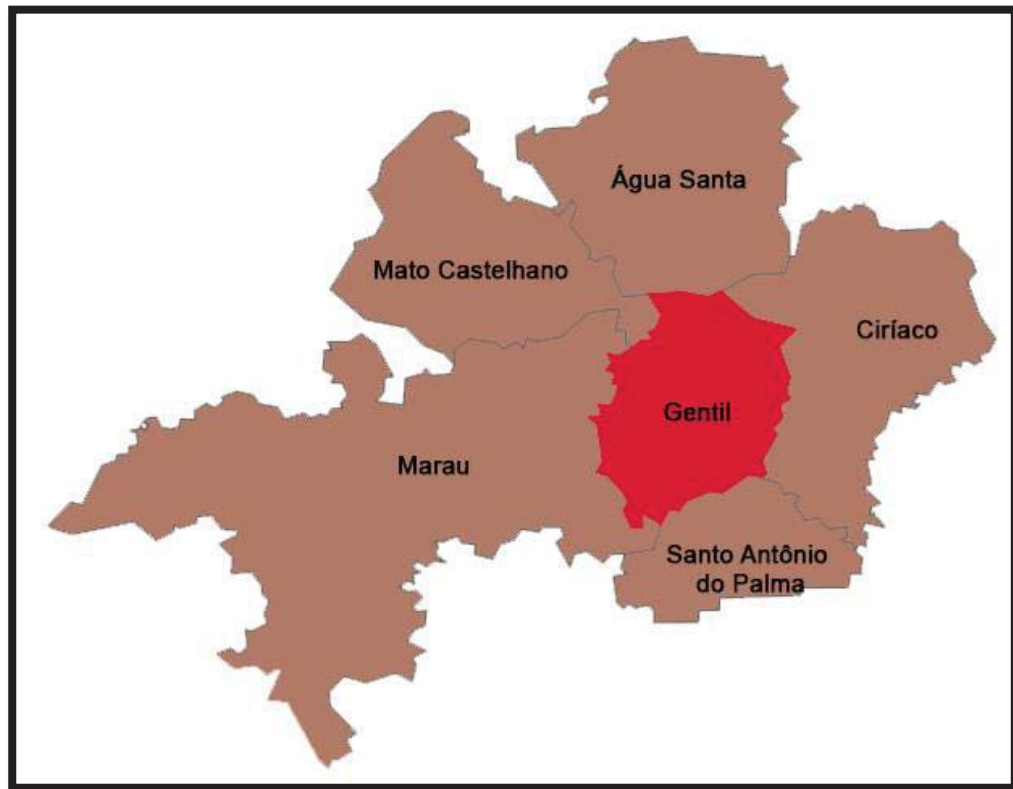 Água Santa
Mato Castelhano
Ciríaco
Gentil
Marau
Santo Antônio
do Palma